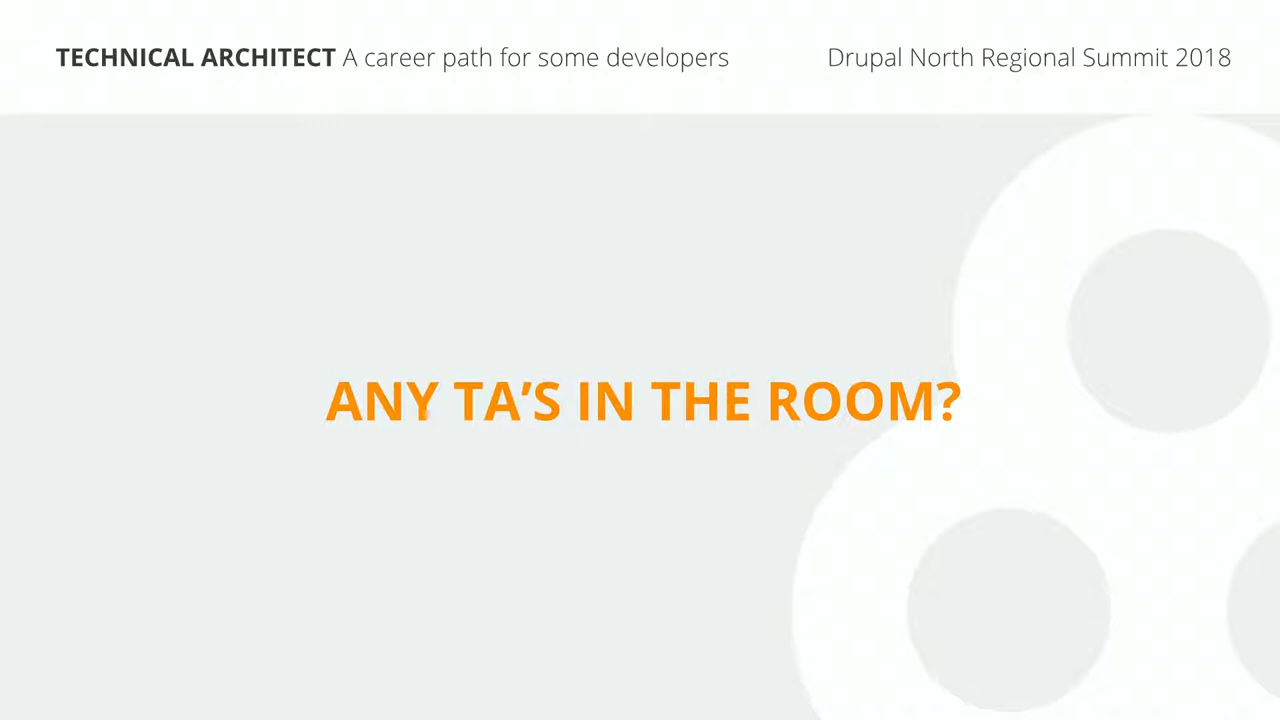 TECHNICAL ARCHITECT A career path for some developers
Drupal North Regional Summit 2018
ANY TA’S IN THE ROOM?